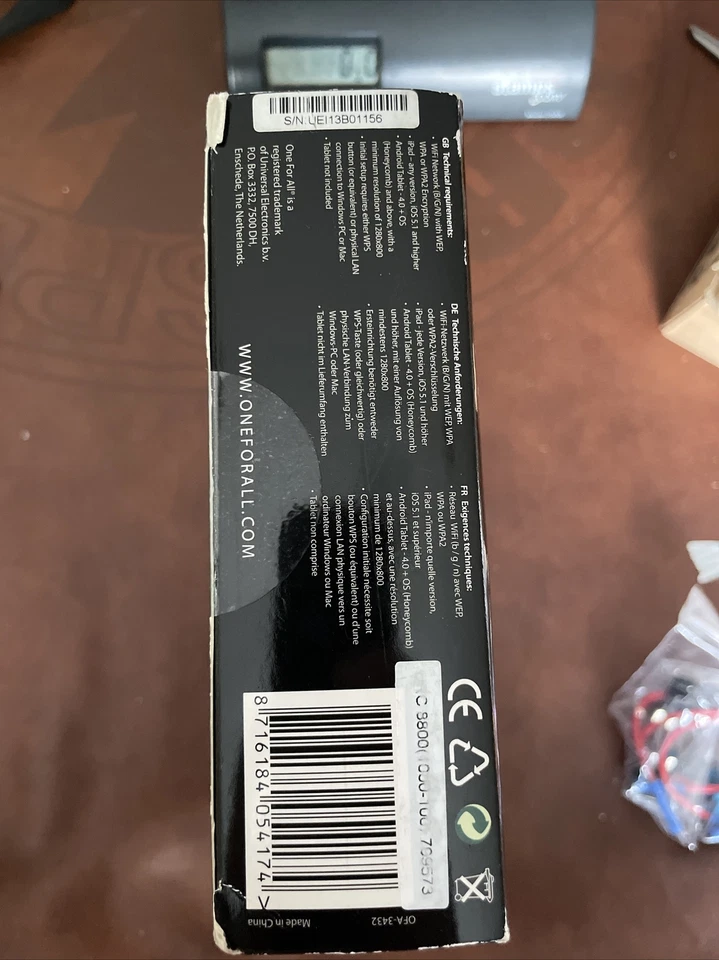 S/N:UEI13B01156
GB Technical requirements:
• WiFi Network (B/G/N) with WEP,
WPA or WPA2 Encryption
• iPad – any version, iOS 5.1 and higher
• Android Tablet - 4.0 + OS
(Honeycomb) and above, with a
minimum resolution of 1280x800
• Initial setup requires either WPS
button (or equivalent) or physical LAN
connection to Windows PC or Mac
• Tablet not included
One For All® is a
registered trademark
of Universal Electronics b.v.
P.O. Box 3332, 7500 DH,
Enschede, The Netherlands.
DE Technische Anforderungen:
• WiFi-Netzwerk (B/G/N) mit WEP, WPA
oder WPA2-Verschlüsselung
• iPad - jede Version, iOS 5.1 und höher
• Android Tablet - 4.0 + OS (Honeycomb)
und höher, mit einer Auflösung von
mindestens 1280x800
• Ersteinrichtung benötigt entweder
WPS-Taste (oder gleichwertig) oder
physische LAN-Verbindung zum
Windows-PC oder Mac
• Tablet nicht im Lieferumfang enthalten
FR Exigences techniques:
• Réseau WiFi (b / g / n) avec WEP,
WPA ou WPA2
• iPad - n'importe quelle version,
iOS 5.1 et supérieur
• Android Tablet - 4.0 + OS (Honeycomb)
et au-dessus, avec une résolution
minimum de 1280x800
• Configuration initiale nécessite soit
bouton WPS (ou équivalent) ou d'une
connexion LAN physique vers un
ordinateur Windows ou Mac
• Tablet non comprise
WWW.ONEFORALL.COM
CE
709573
8 716184 054174 >
OFA-3432
Made in China